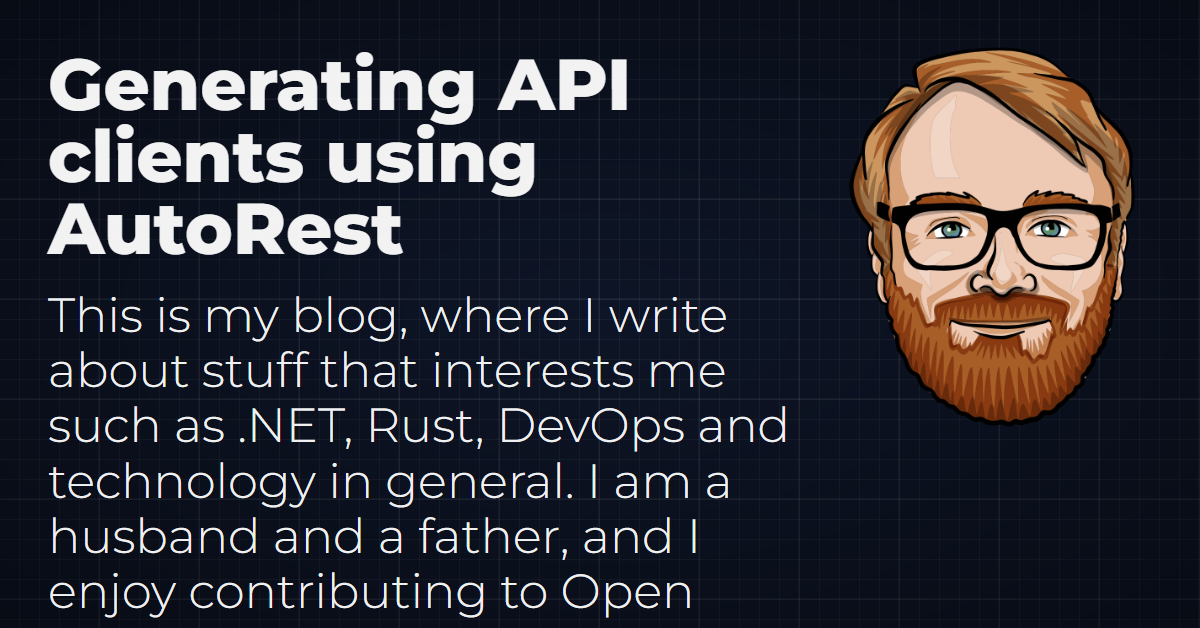 Generating API
clients using
AutoRest
This is my blog, where I write
about stuff that interests me
such as .NET, Rust, DevOps and
technology in general. I am a
husband and a father, and I
enjoy contributing to Open